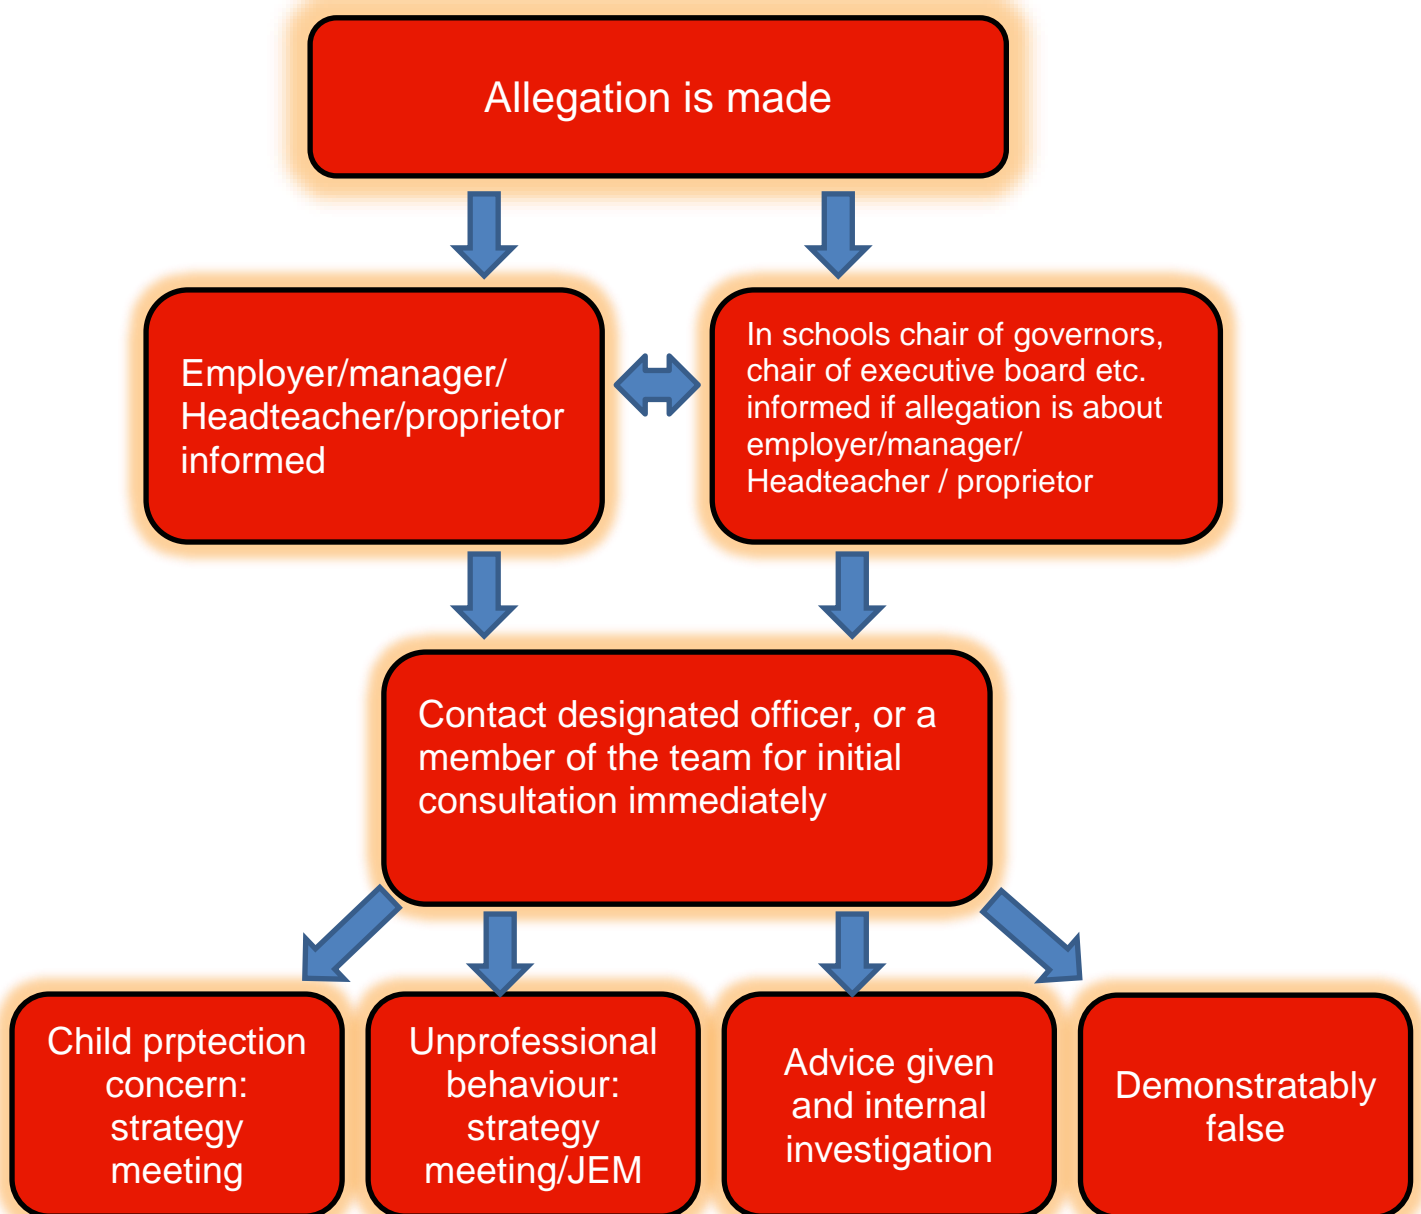 Allegation is made
Employer/manager/
Headteacher/proprietor
informed
In schools chair of governors,
chair of executive board etc.
informed if allegation is about
employer/manager/
Headteacher / proprietor
Contact designated officer, or a
member of the team for initial
consultation immediately
Child prptection
concern:
strategy
meeting
Unprofessional
behaviour:
strategy
meeting/JEM
Advice given
and internal
investigation
Demonstratably
false